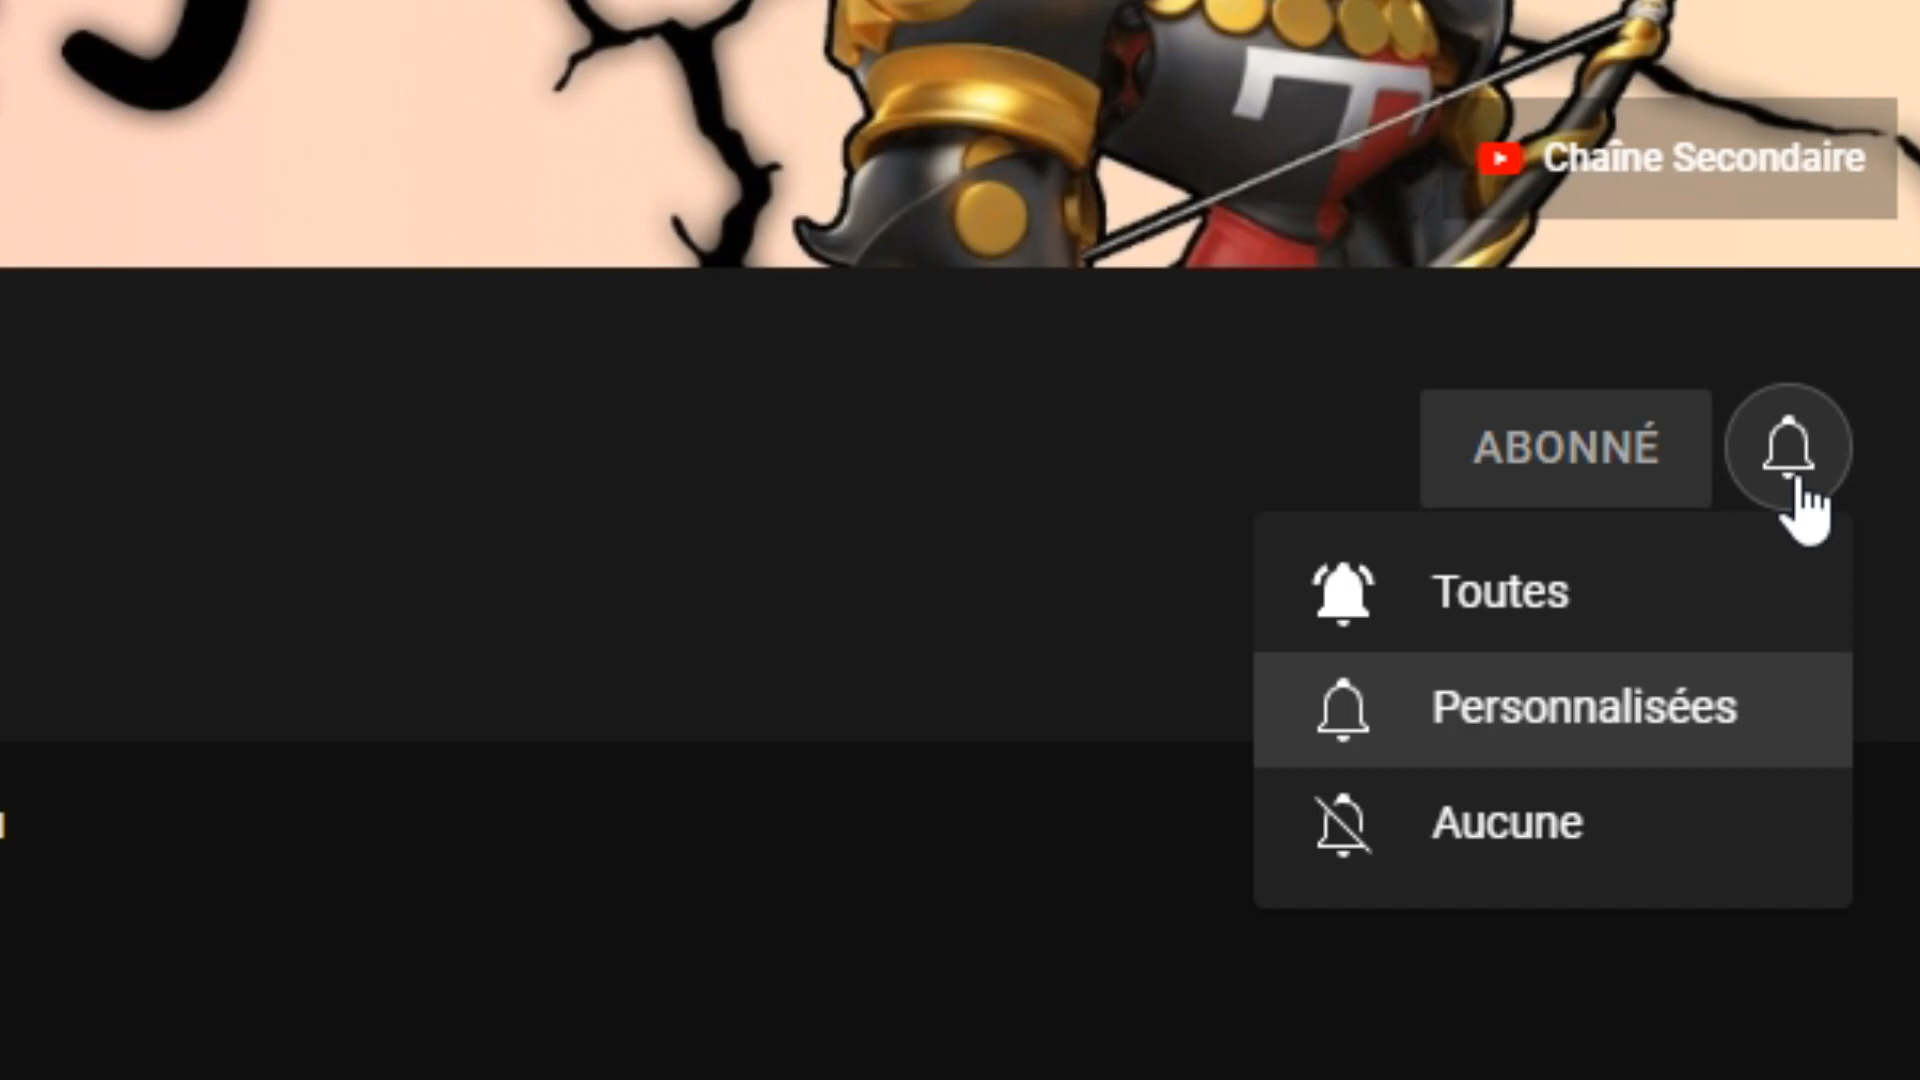 Chaîne Secondaire
ABONNÉ
Toutes
Personnalisées
Aucune